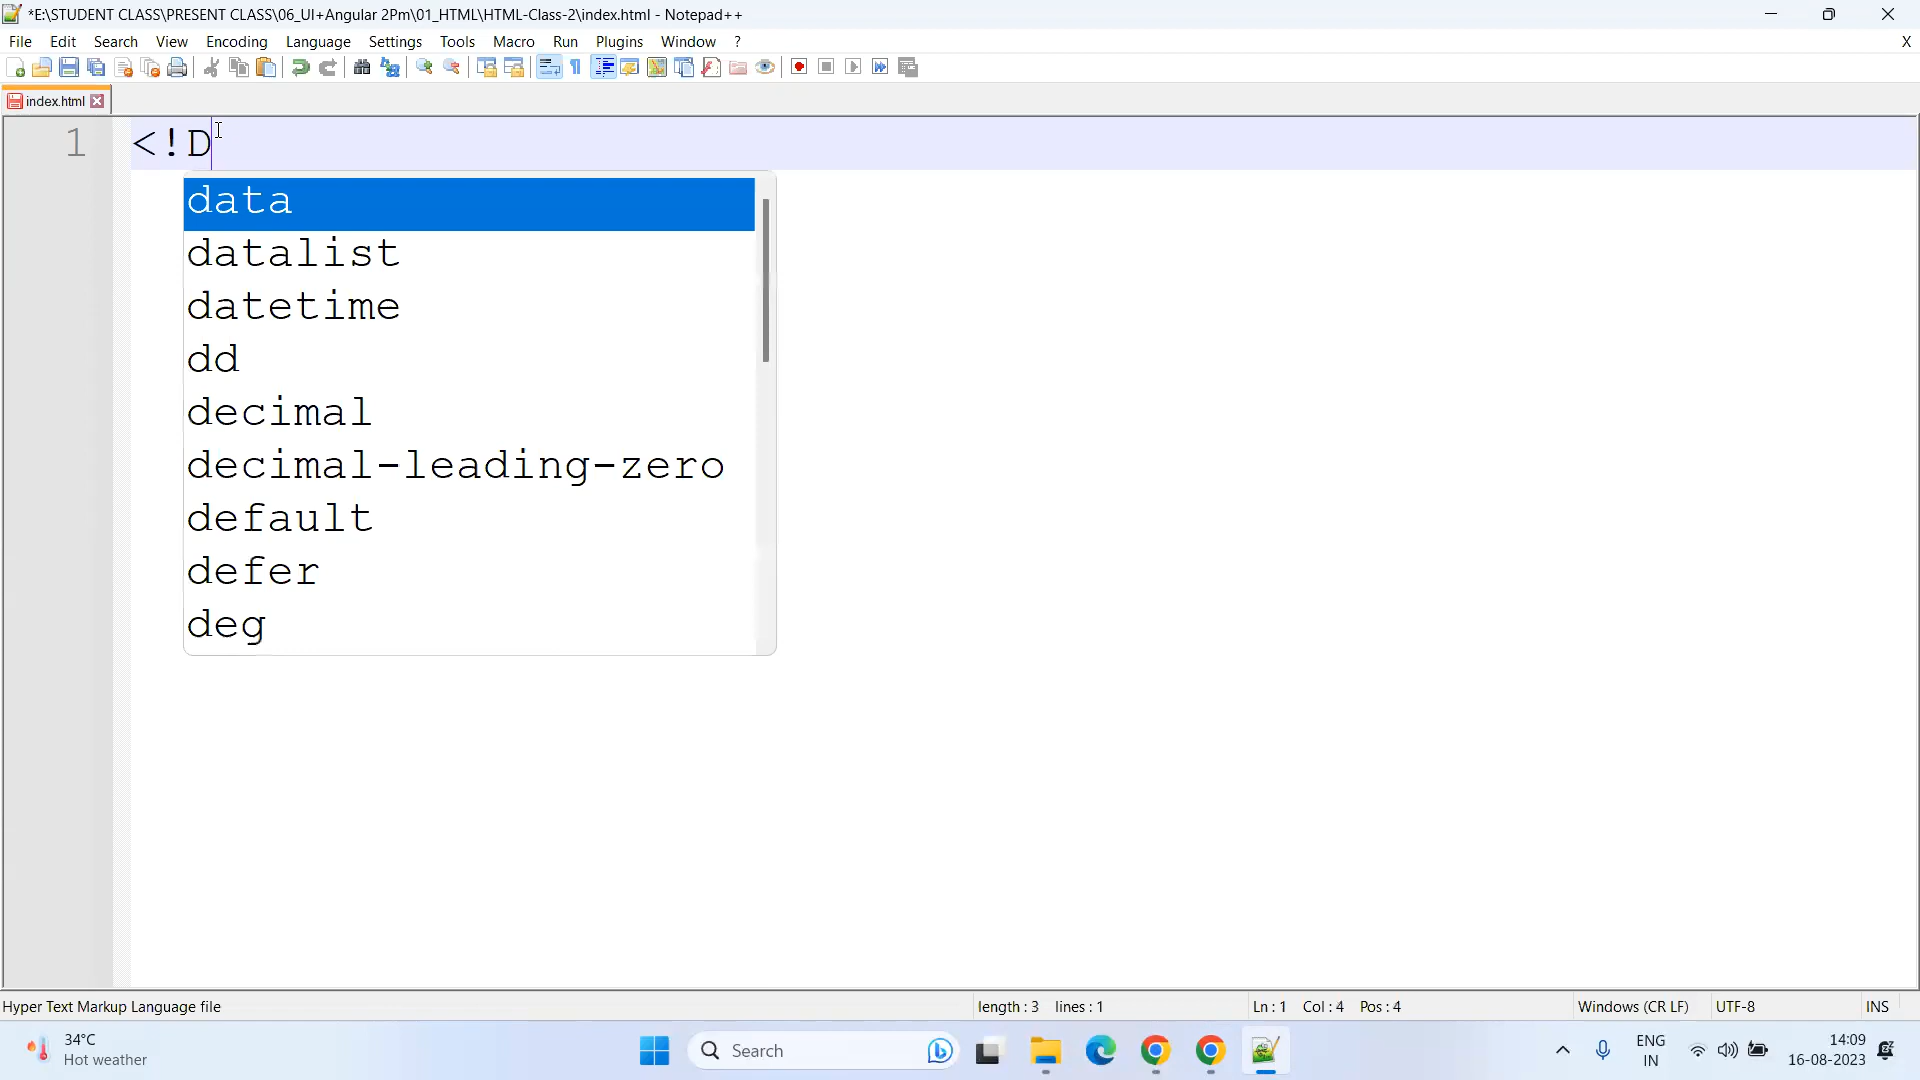 *E:\STUDENT CLASS\PRESENT CLASS\06_UI+Angular 2Pm\01_HTML\HTML-Class-2\index.html - Notepad++
File Edit Search View Encoding Language Settings Tools Macro Run Plugins Window ? X
index.html
1 <!D
data
datalist
datetime
dd
decimal
decimal-leading-zero
default
defer
deg
Hyper Text Markup Language file length : 3 lines : 1 Ln : 1 Col : 4 Pos : 4 Windows (CR LF) UTF-8 INS
34°C
Hot weather
Search
ENG
IN
14:09
16-08-2023